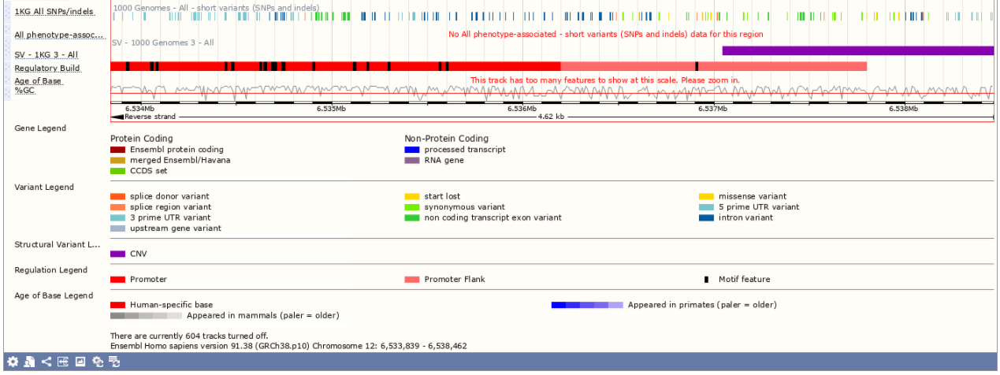 1KG All SNPs/indels
1000 Genomes - All - short variants (SNPs and indels)
All phenotype-assoc...
No All phenotype-associated - short variants (SNPs and indels) data for this region
SV - 1000 Genomes 3 - All
SV - 1KG 3 - All
Regulatory Build
Age of Base
This track has too many features to show at this scale. Please zoom in.
%GC
6.534Mb 6.535Mb 6.536Mb 6.537Mb 6.538Mb
Reverse strand 4.62 kb
Gene Legend
Protein Coding Non-Protein Coding
Ensembl protein coding processed transcript
merged Ensembl/Havana RNA gene
CCDS set
Variant Legend
splice donor variant start lost missense variant
splice region variant synonymous variant 5 prime UTR variant
3 prime UTR variant non coding transcript exon variant intron variant
upstream gene variant
Structural Variant L...
CNV
Regulation Legend
Promoter Promoter Flank Motif feature
Age of Base Legend
Human-specific base Appeared in primates (paler = older)
Appeared in mammals (paler = older)
There are currently 604 tracks turned off.
Ensembl Homo sapiens version 91.38 (GRCh38.p10) Chromosome 12: 6,533,839 - 6,538,462